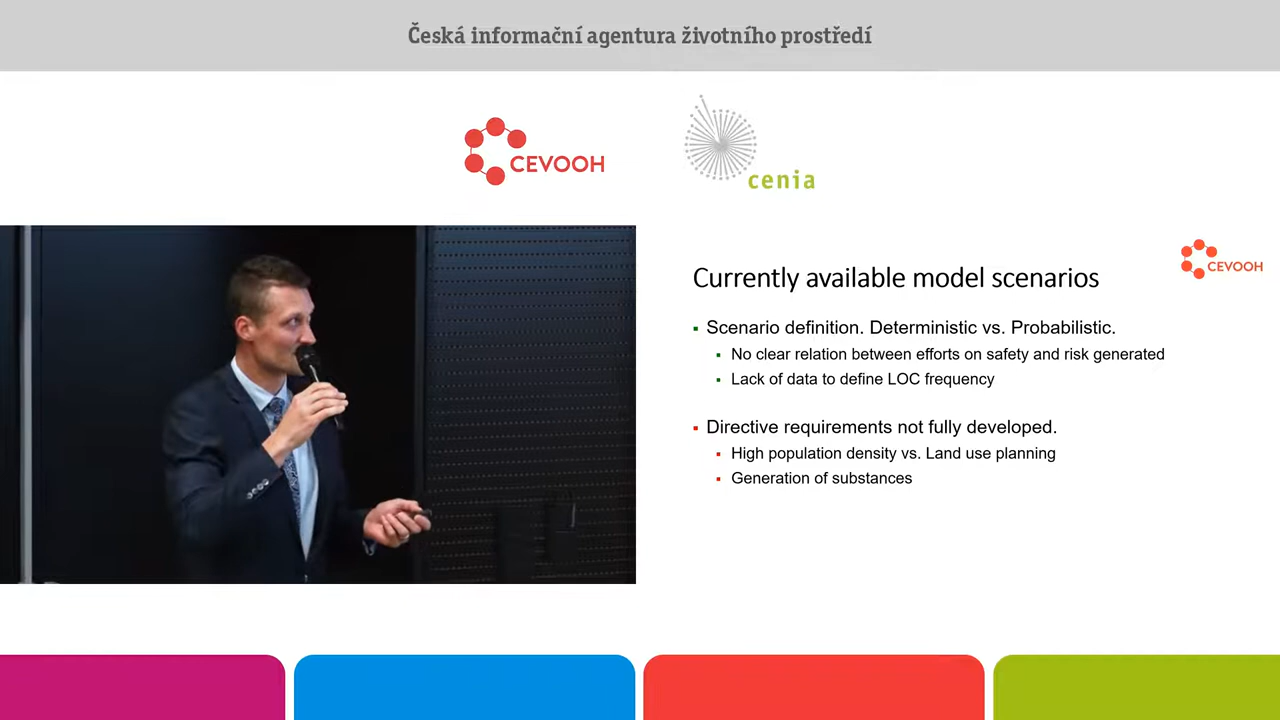 Česká informační agentura životního prostředí
CEVOOH
cenia
CEVOOH
Currently available model scenarios
Scenario definition. Deterministic vs. Probabilistic.
No clear relation between efforts on safety and risk generated
Lack of data to define LOC frequency
Directive requirements not fully developed.
High population density vs. Land use planning
Generation of substances